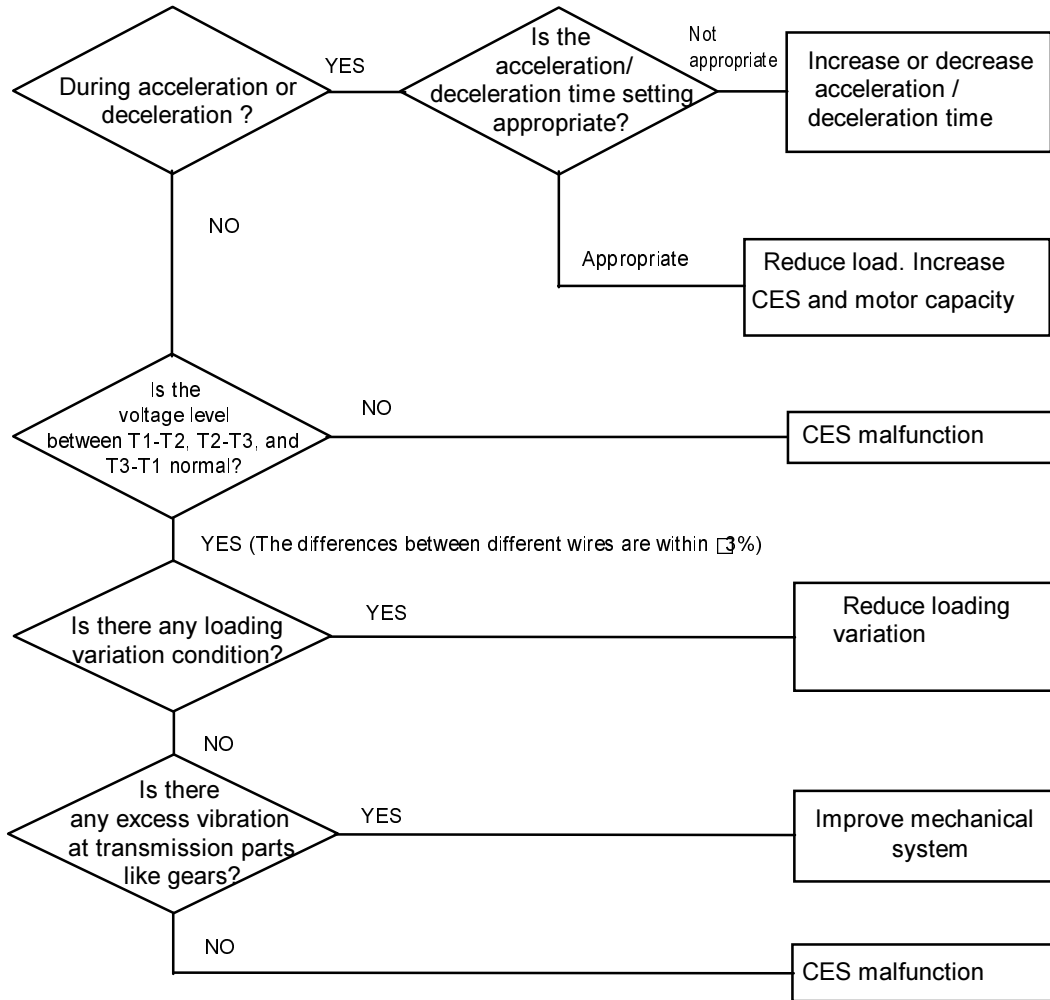 During acceleration or
deceleration ?
YES
Is the
acceleration/
deceleration time setting
appropriate?
Not
appropriate
Increase or decrease
acceleration /
deceleration time
NO
Appropriate
Reduce load. Increase
CES and motor capacity
Is the
voltage level
between T1-T2, T2-T3, and
T3-T1 normal?
NO
CES malfunction
YES (The differences between different wires are within □3%)
Is there any loading
variation condition?
YES
Reduce loading
variation
NO
Is there
any excess vibration
at transmission parts
like gears?
YES
Improve mechanical
system
NO
CES malfunction